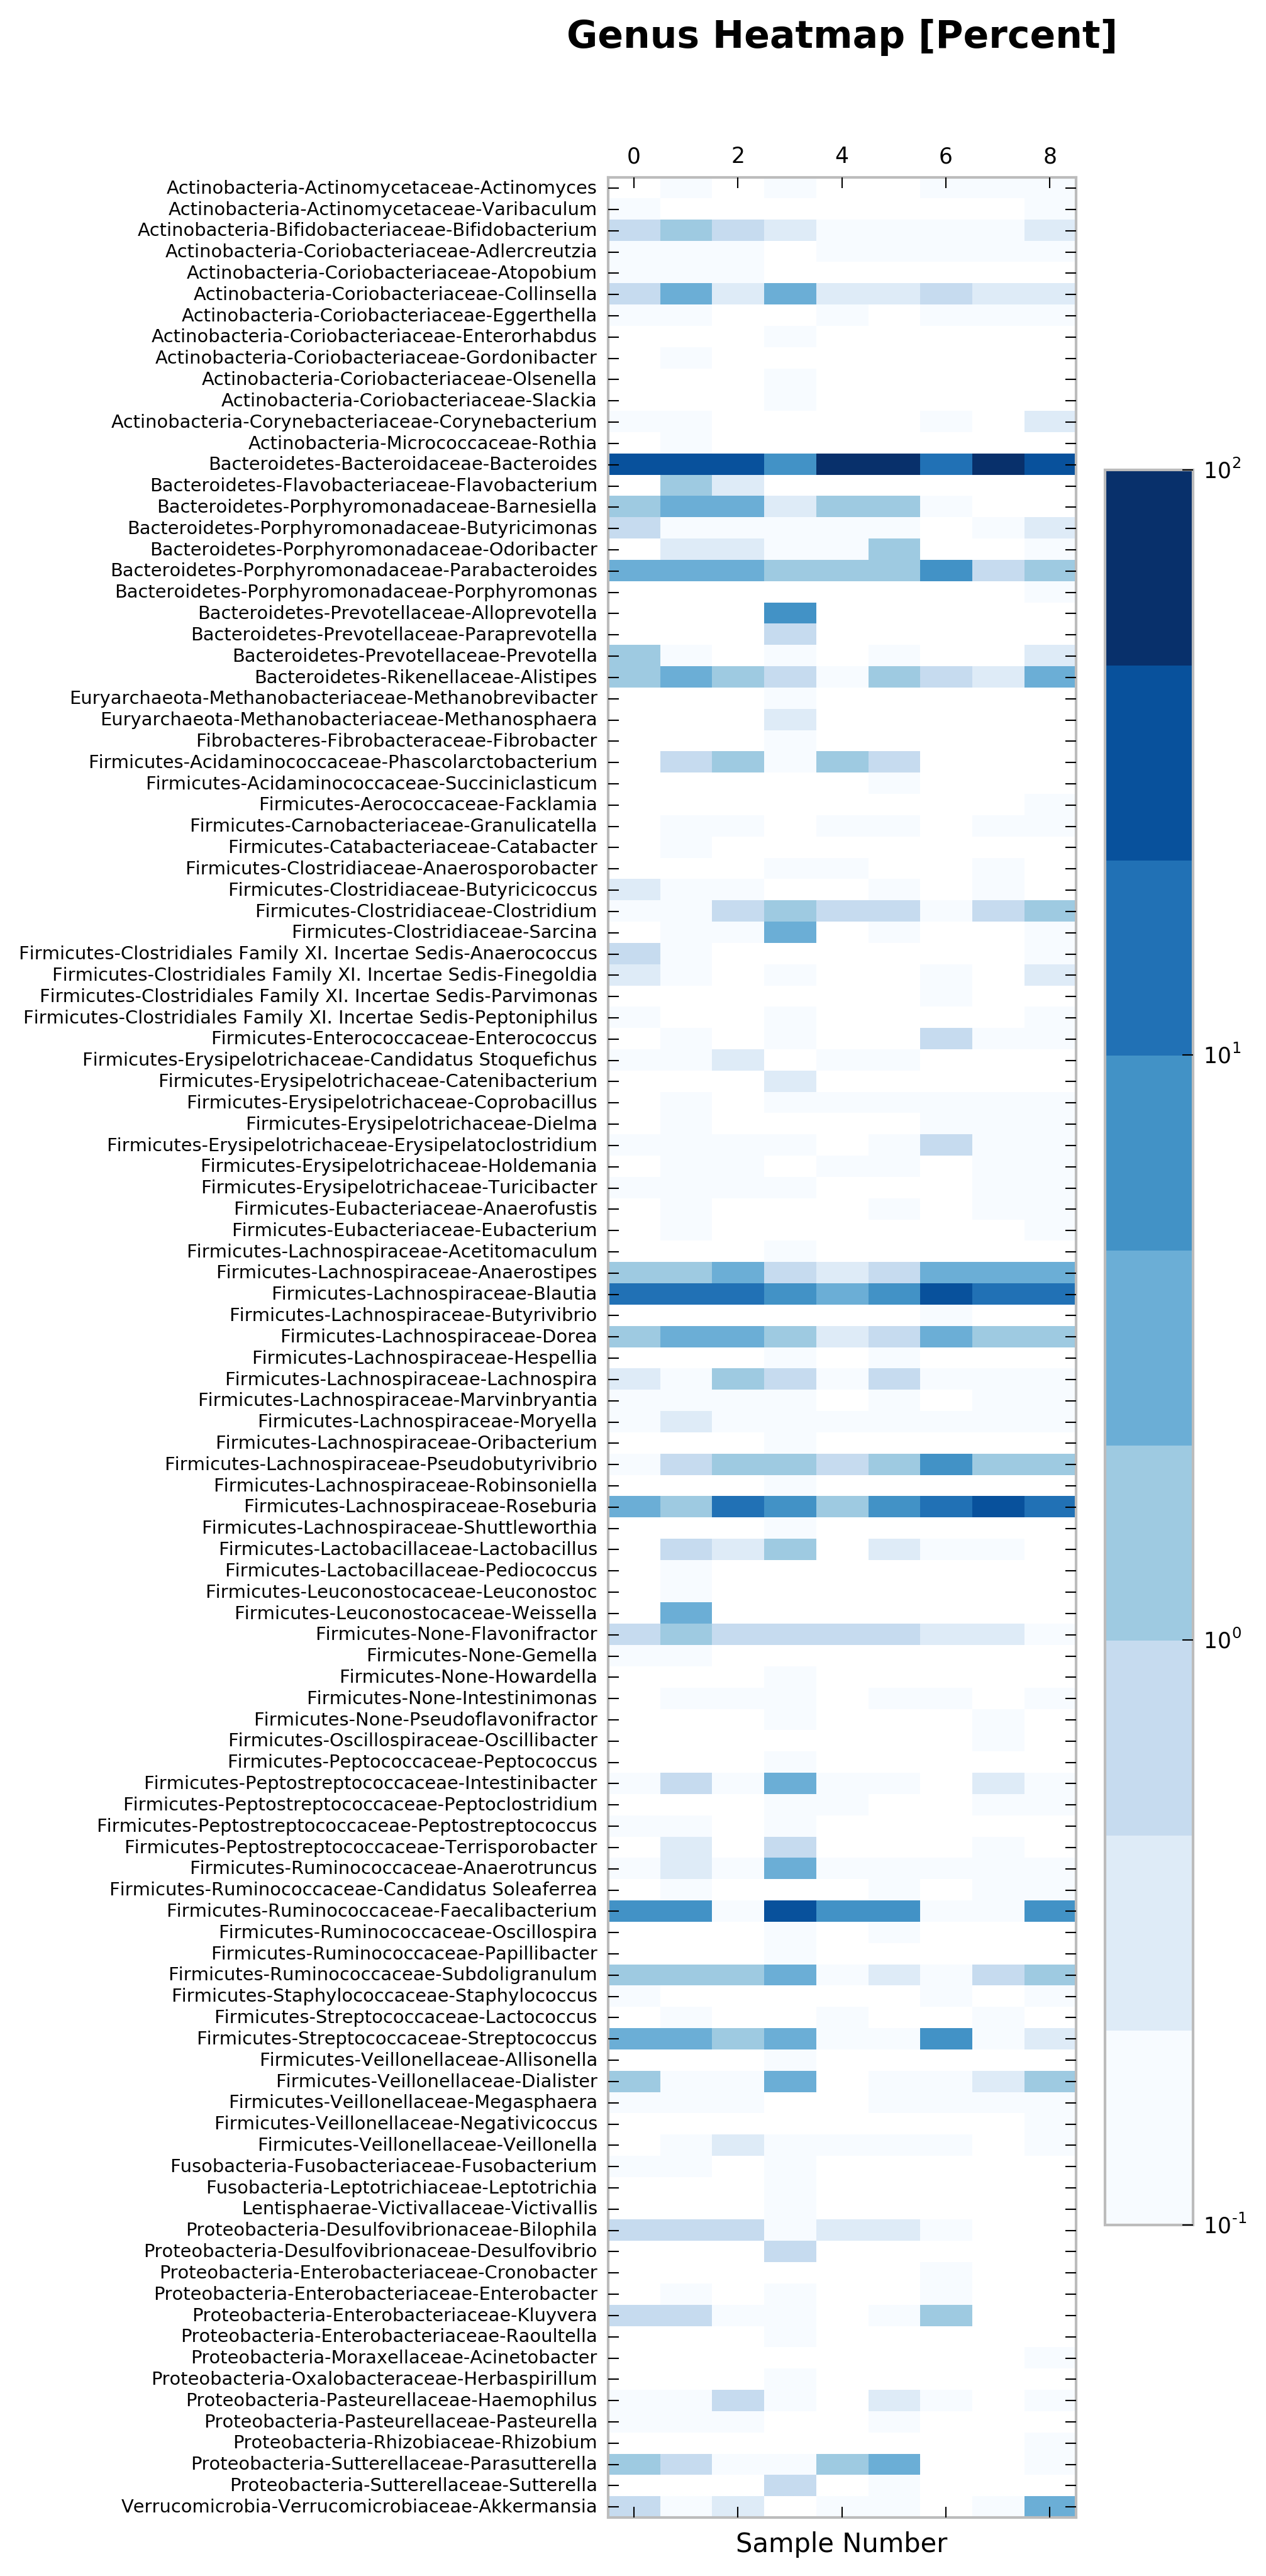 Genus Heatmap [Percent]
0 2 4 6 8
Actinobacteria-Actinomycetaceae-Actinomyces
Actinobacteria-Actinomycetaceae-Varibaculum
Actinobacteria-Bifidobacteriaceae-Bifidobacterium
Actinobacteria-Coriobacteriaceae-Adlercreutzia
Actinobacteria-Coriobacteriaceae-Atopobium
Actinobacteria-Coriobacteriaceae-Collinsella
Actinobacteria-Coriobacteriaceae-Eggerthella
Actinobacteria-Coriobacteriaceae-Enterorhabdus
Actinobacteria-Coriobacteriaceae-Gordonibacter
Actinobacteria-Coriobacteriaceae-Olsenella
Actinobacteria-Coriobacteriaceae-Slackia
Actinobacteria-Corynebacteriaceae-Corynebacterium
Actinobacteria-Micrococcaceae-Rothia
Bacteroidetes-Bacteroidaceae-Bacteroides
Bacteroidetes-Flavobacteriaceae-Flavobacterium
Bacteroidetes-Porphyromonadaceae-Barnesiella
Bacteroidetes-Porphyromonadaceae-Butyricimonas
Bacteroidetes-Porphyromonadaceae-Odoribacter
Bacteroidetes-Porphyromonadaceae-Parabacteroides
Bacteroidetes-Porphyromonadaceae-Porphyromonas
Bacteroidetes-Prevotellaceae-Alloprevotella
Bacteroidetes-Prevotellaceae-Paraprevotella
Bacteroidetes-Prevotellaceae-Prevotella
Bacteroidetes-Rikenellaceae-Alistipes
Euryarchaeota-Methanobacteriaceae-Methanobrevibacter
Euryarchaeota-Methanobacteriaceae-Methanosphaera
Fibrobacteres-Fibrobacteraceae-Fibrobacter
Firmicutes-Acidaminococcaceae-Phascolarctobacterium
Firmicutes-Acidaminococcaceae-Succiniclasticum
Firmicutes-Aerococcaceae-Facklamia
Firmicutes-Carnobacteriaceae-Granulicatella
Firmicutes-Catabacteriaceae-Catabacter
Firmicutes-Clostridiaceae-Anaerosporobacter
Firmicutes-Clostridiaceae-Butyricicoccus
Firmicutes-Clostridiaceae-Clostridium
Firmicutes-Clostridiaceae-Sarcina
Firmicutes-Clostridiales Family XI. Incertae Sedis-Anaerococcus
Firmicutes-Clostridiales Family XI. Incertae Sedis-Finegoldia
Firmicutes-Clostridiales Family XI. Incertae Sedis-Parvimonas
Firmicutes-Clostridiales Family XI. Incertae Sedis-Peptoniphilus
Firmicutes-Enterococcaceae-Enterococcus
Firmicutes-Erysipelotrichaceae-Candidatus Stoquefichus
Firmicutes-Erysipelotrichaceae-Catenibacterium
Firmicutes-Erysipelotrichaceae-Coprobacillus
Firmicutes-Erysipelotrichaceae-Dielma
Firmicutes-Erysipelotrichaceae-Erysipelatoclostridium
Firmicutes-Erysipelotrichaceae-Holdemania
Firmicutes-Erysipelotrichaceae-Turicibacter
Firmicutes-Eubacteriaceae-Anaerofustis
Firmicutes-Eubacteriaceae-Eubacterium
Firmicutes-Lachnospiraceae-Acetitomaculum
Firmicutes-Lachnospiraceae-Anaerostipes
Firmicutes-Lachnospiraceae-Blautia
Firmicutes-Lachnospiraceae-Butyrivibrio
Firmicutes-Lachnospiraceae-Dorea
Firmicutes-Lachnospiraceae-Hespellia
Firmicutes-Lachnospiraceae-Lachnospira
Firmicutes-Lachnospiraceae-Marvinbryantia
Firmicutes-Lachnospiraceae-Moryella
Firmicutes-Lachnospiraceae-Oribacterium
Firmicutes-Lachnospiraceae-Pseudobutyrivibrio
Firmicutes-Lachnospiraceae-Robinsoniella
Firmicutes-Lachnospiraceae-Roseburia
Firmicutes-Lachnospiraceae-Shuttleworthia
Firmicutes-Lactobacillaceae-Lactobacillus
Firmicutes-Lactobacillaceae-Pediococcus
Firmicutes-Leuconostocaceae-Leuconostoc
Firmicutes-Leuconostocaceae-Weissella
Firmicutes-None-Flavonifractor
Firmicutes-None-Gemella
Firmicutes-None-Howardella
Firmicutes-None-Intestinimonas
Firmicutes-None-Pseudoflavonifractor
Firmicutes-Oscillospiraceae-Oscillibacter
Firmicutes-Peptococcaceae-Peptococcus
Firmicutes-Peptostreptococcaceae-Intestinibacter
Firmicutes-Peptostreptococcaceae-Peptoclostridium
Firmicutes-Peptostreptococcaceae-Peptostreptococcus
Firmicutes-Peptostreptococcaceae-Terrisporobacter
Firmicutes-Ruminococcaceae-Anaerotruncus
Firmicutes-Ruminococcaceae-Candidatus Soleaferrea
Firmicutes-Ruminococcaceae-Faecalibacterium
Firmicutes-Ruminococcaceae-Oscillospira
Firmicutes-Ruminococcaceae-Papillibacter
Firmicutes-Ruminococcaceae-Subdoligranulum
Firmicutes-Staphylococcaceae-Staphylococcus
Firmicutes-Streptococcaceae-Lactococcus
Firmicutes-Streptococcaceae-Streptococcus
Firmicutes-Veillonellaceae-Allisonella
Firmicutes-Veillonellaceae-Dialister
Firmicutes-Veillonellaceae-Megasphaera
Firmicutes-Veillonellaceae-Negativicoccus
Firmicutes-Veillonellaceae-Veillonella
Fusobacteria-Fusobacteriaceae-Fusobacterium
Fusobacteria-Leptotrichiaceae-Leptotrichia
Lentisphaerae-Victivallaceae-Victivallis
Proteobacteria-Desulfovibrionaceae-Bilophila
Proteobacteria-Desulfovibrionaceae-Desulfovibrio
Proteobacteria-Enterobacteriaceae-Cronobacter
Proteobacteria-Enterobacteriaceae-Enterobacter
Proteobacteria-Enterobacteriaceae-Kluyvera
Proteobacteria-Enterobacteriaceae-Raoultella
Proteobacteria-Moraxellaceae-Acinetobacter
Proteobacteria-Oxalobacteraceae-Herbaspirillum
Proteobacteria-Pasteurellaceae-Haemophilus
Proteobacteria-Pasteurellaceae-Pasteurella
Proteobacteria-Rhizobiaceae-Rhizobium
Proteobacteria-Sutterellaceae-Parasutterella
Proteobacteria-Sutterellaceae-Sutterella
Verrucomicrobia-Verrucomicrobiaceae-Akkermansia
Sample Number
10²
10¹
10⁰
10⁻¹